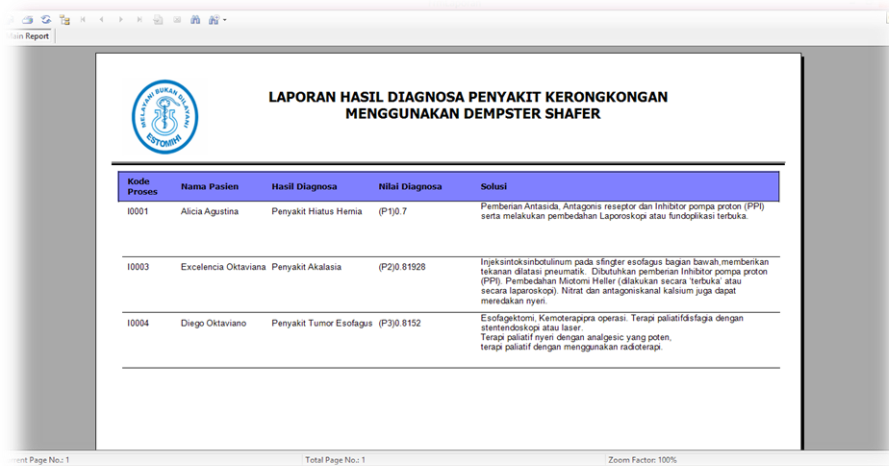 Main Report
MELAYANI BUKAN DILAYANI
ESTOMIHI
LAPORAN HASIL DIAGNOSA PENYAKIT KERONGKONGAN
MENGGUNAKAN DEMPSTER SHAFER
Kode Proses Nama Pasien Hasil Diagnosa Nilai Diagnosa Solusi
I0001 Alicia Agustina Penyakit Hiatus Hernia (P1)0.7 Pemberian Antasida, Antagonis reseptor dan Inhibitor pompa proton (PPI)
serta melakukan pembedahan Laporoskopi atau fundoplikasi terbuka.
I0003 Excelencia Oktaviana Penyakit Akalasia (P2)0.81928 Injeksintoksinbotulinum pada sfingter esofagus bagian bawah,memberikan
tekanan dilatasi pneumatik. Dibutuhkan pemberian Inhibitor pompa proton
(PPI). Pembedahan Miotomi Heller (dilakukan secara 'terbuka' atau
secara laparoskopi). Nitrat dan antagoniskanal kalsium juga dapat
meredakan nyeri.
I0004 Diego Oktaviano Penyakit Tumor Esofagus (P3)0.8152 Esofagektomi, Kemoterapipra operasi. Terapi paliatifdisfagia dengan
stentendoskopi atau laser.
Terapi paliatif nyeri dengan analgesic yang poten,
terapi paliatif dengan menggunakan radioterapi.
Page No.: 1 Total Page No.: 1 Zoom Factor: 100%